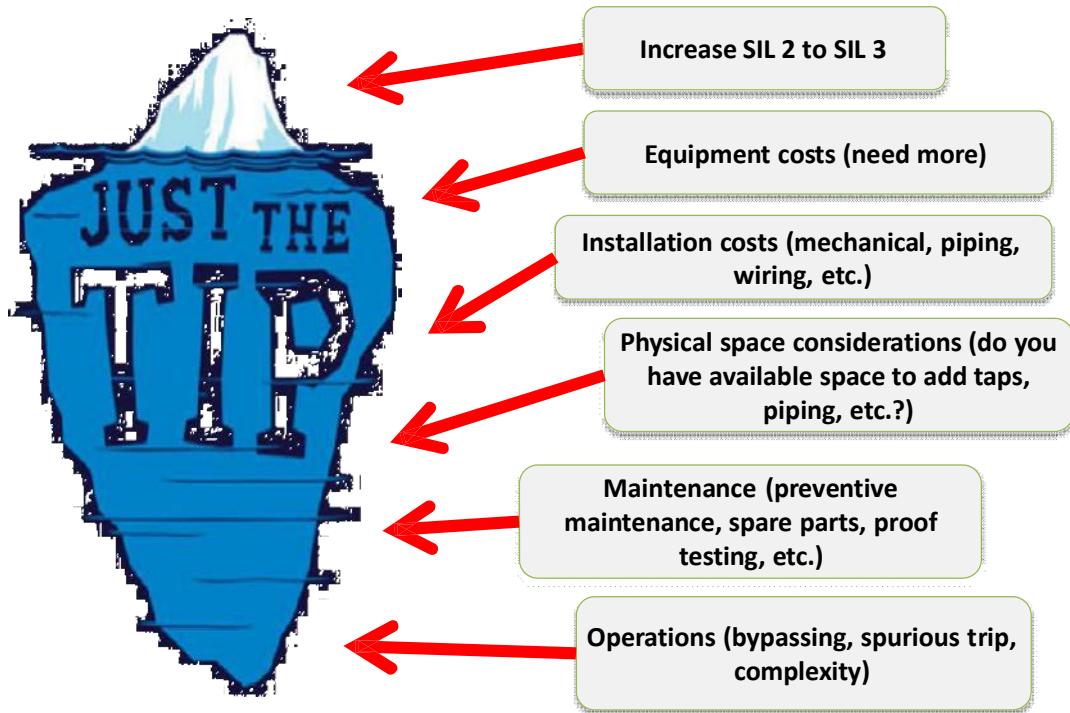 Increase SIL 2 to SIL 3
Equipment costs (need more)
JUST THE
TIP
Installation costs (mechanical, piping,
wiring, etc.)
Physical space considerations (do you
have available space to add taps,
piping, etc.?)
Maintenance (preventive
maintenance, spare parts, proof
testing, etc.)
Operations (bypassing, spurious trip,
complexity)